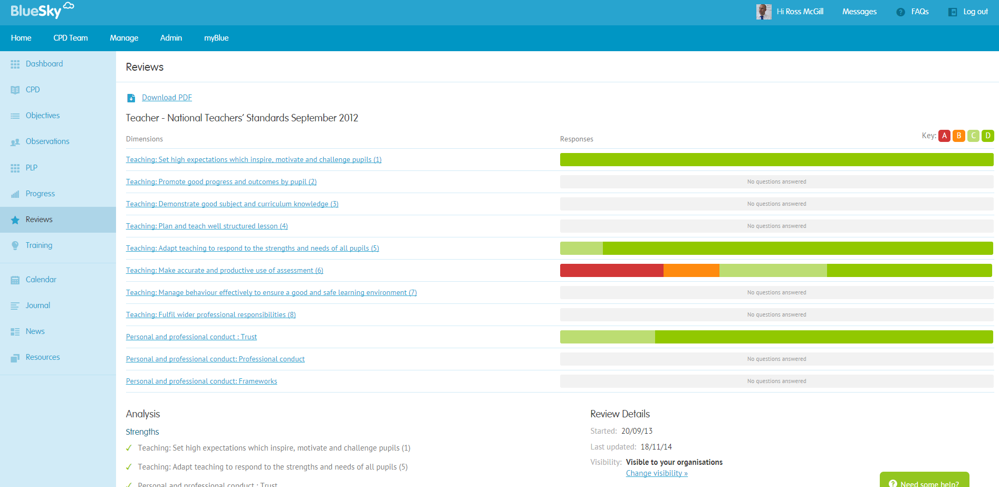 BlueSky
Hi Ross McGill
Messages
FAQs
Log out
Home
CPD Team
Manage
Admin
myBlue
Dashboard
CPD
Objectives
Observations
PLP
Progress
Reviews
Training
Calendar
Journal
News
Resources
Reviews
Download PDF
Teacher - National Teachers’ Standards September 2012
Dimensions
Responses
Key: A B C D
Teaching: Set high expectations which inspire, motivate and challenge pupils (1)
Teaching: Promote good progress and outcomes by pupil (2)
No questions answered
Teaching: Demonstrate good subject and curriculum knowledge (3)
No questions answered
Teaching: Plan and teach well structured lesson (4)
No questions answered
Teaching: Adapt teaching to respond to the strengths and needs of all pupils (5)
Teaching: Make accurate and productive use of assessment (6)
Teaching: Manage behaviour effectively to ensure a good and safe learning environment (7)
No questions answered
Teaching: Fulfil wider professional responsibilities (8)
No questions answered
Personal and professional conduct : Trust
Personal and professional conduct: Professional conduct
No questions answered
Personal and professional conduct: Frameworks
No questions answered
Analysis
Strengths
Teaching: Set high expectations which inspire, motivate and challenge pupils (1)
Teaching: Adapt teaching to respond to the strengths and needs of all pupils (5)
Personal and professional conduct : Trust
Review Details
Started: 20/09/13
Last updated: 18/11/14
Visibility: Visible to your organisations
Change visibility »
? Need some help?